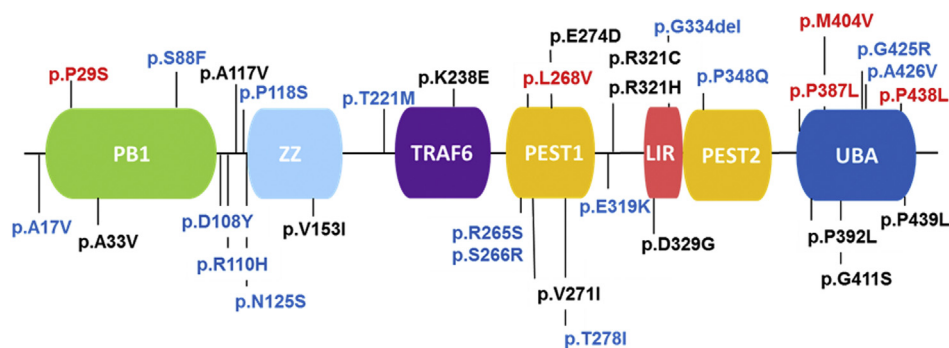 p.M404V
p.G334del
p.E274D
p.S88F
p.R321C
p.G425R
p.P29S
p.A117V
p.A426V
p.K238E
p.L268V
p.P348Q
p.P118S
p.R321H
p.P387L
p.P438L
p.T221M
PB1
ZZ
TRAF6
PEST1
LIR
PEST2
UBA
p.E319K
p.A17V
p.D108Y
p.V153I
p.P439L
p.A33V
p.R265S
p.P392L
p.D329G
p.S266R
p.R110H
p.G411S
p.V271I
p.N125S
p.T278I